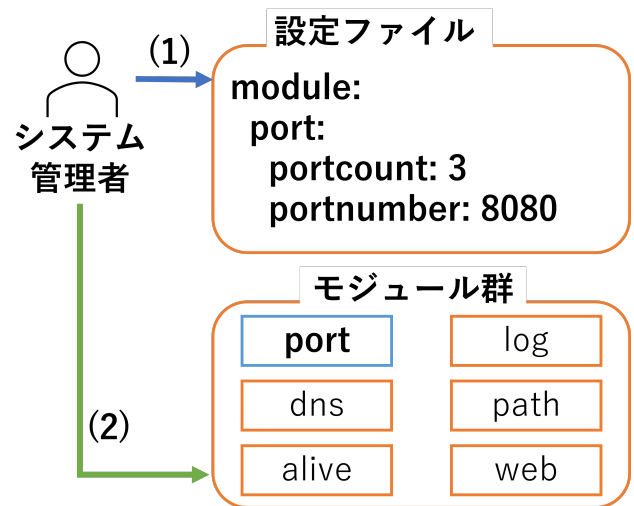 設定ファイル
(1)
module:
port:
portcount: 3
portnumber: 8080
システム
管理者
モジュール群
port
log
dns
path
(2)
alive
web